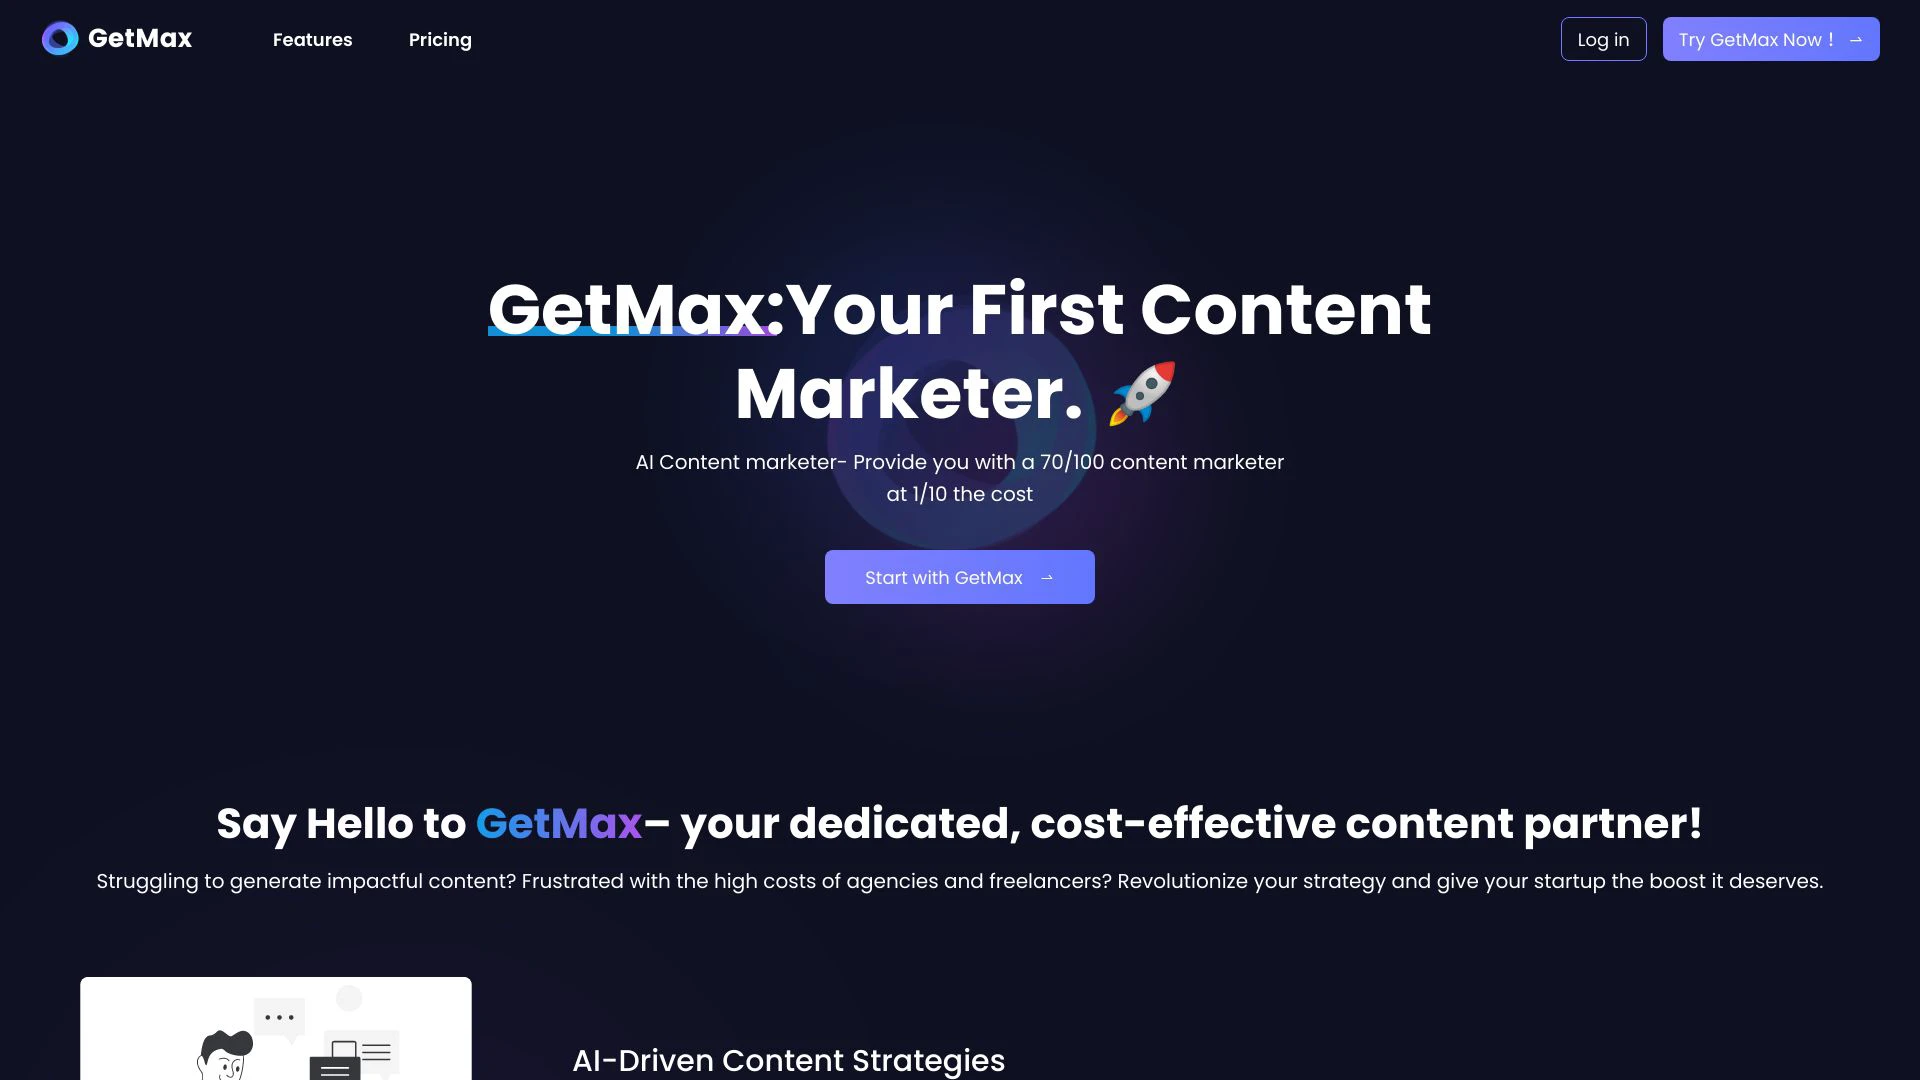 GetMax
Features
Pricing
Log in
Try GetMax Now !
GetMax:Your First Content
Marketer. 🚀
AI Content marketer- Provide you with a 70/100 content marketer
at 1/10 the cost
Start with GetMax
Say Hello to GetMax– your dedicated, cost-effective content partner!
Struggling to generate impactful content? Frustrated with the high costs of agencies and freelancers? Revolutionize your strategy and give your startup the boost it deserves.
AI-Driven Content Strategies